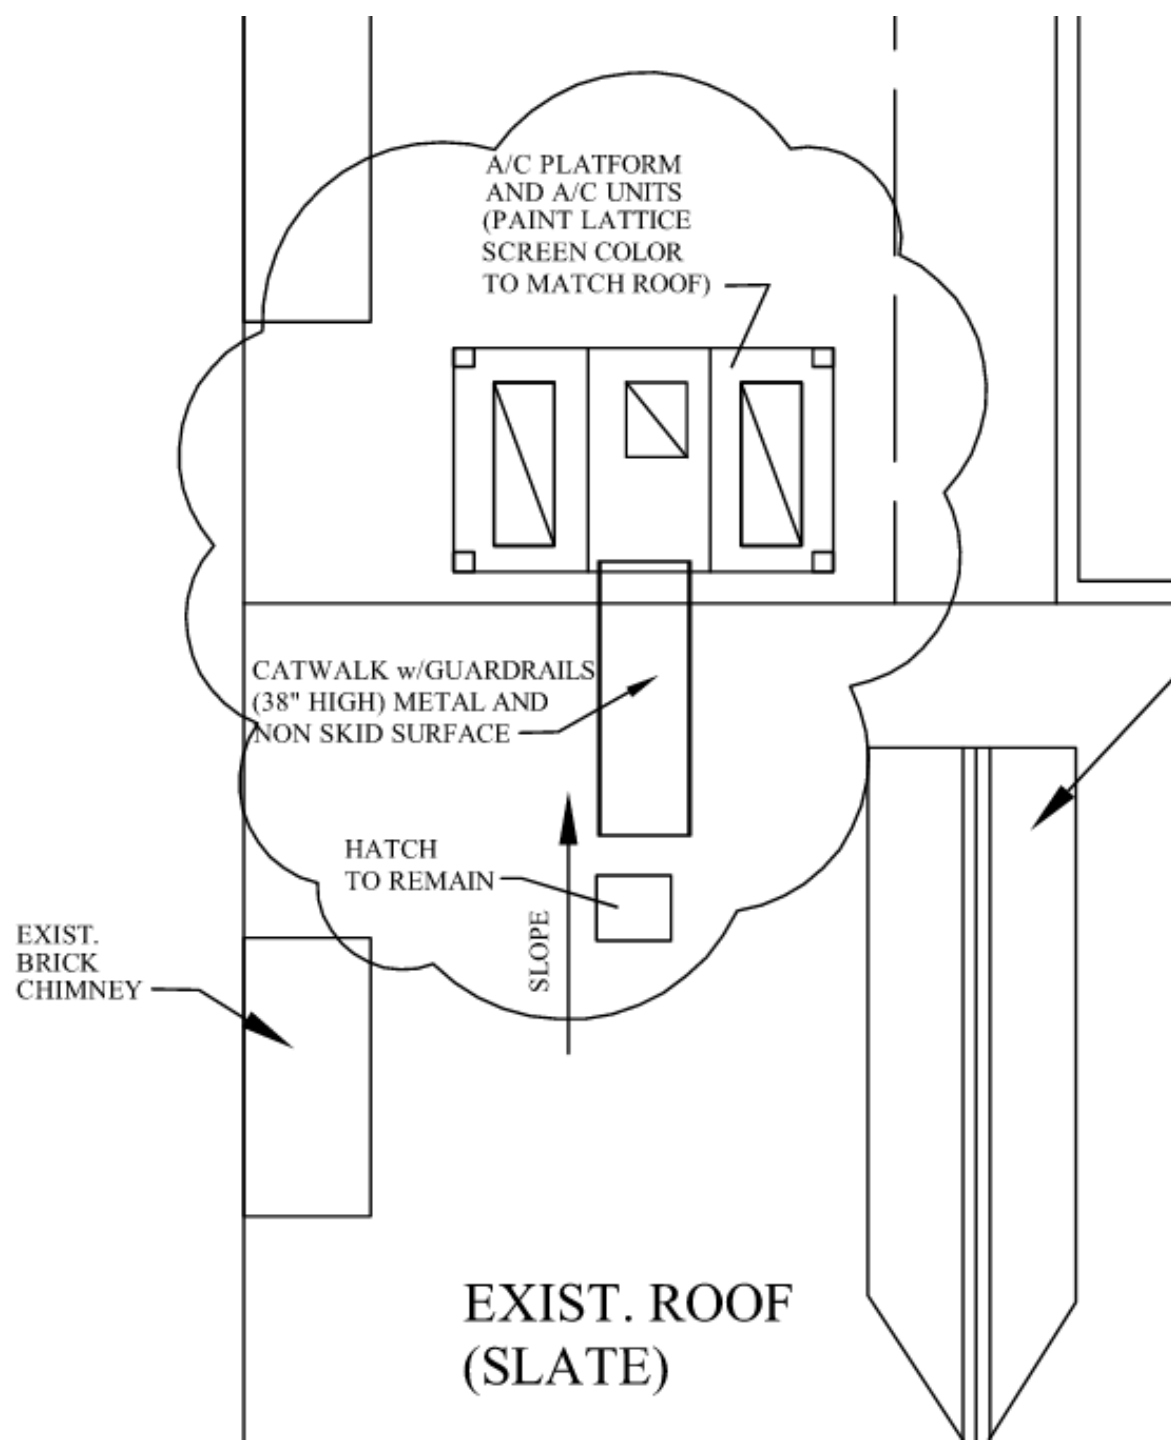 A/C PLATFORM
AND A/C UNITS
(PAINT LATTICE
SCREEN COLOR
TO MATCH ROOF)
CATWALK w/GUARDRAILS
(38" HIGH) METAL AND
NON SKID SURFACE
HATCH
TO REMAIN
SLOPE
EXIST.
BRICK
CHIMNEY
EXIST. ROOF
(SLATE)